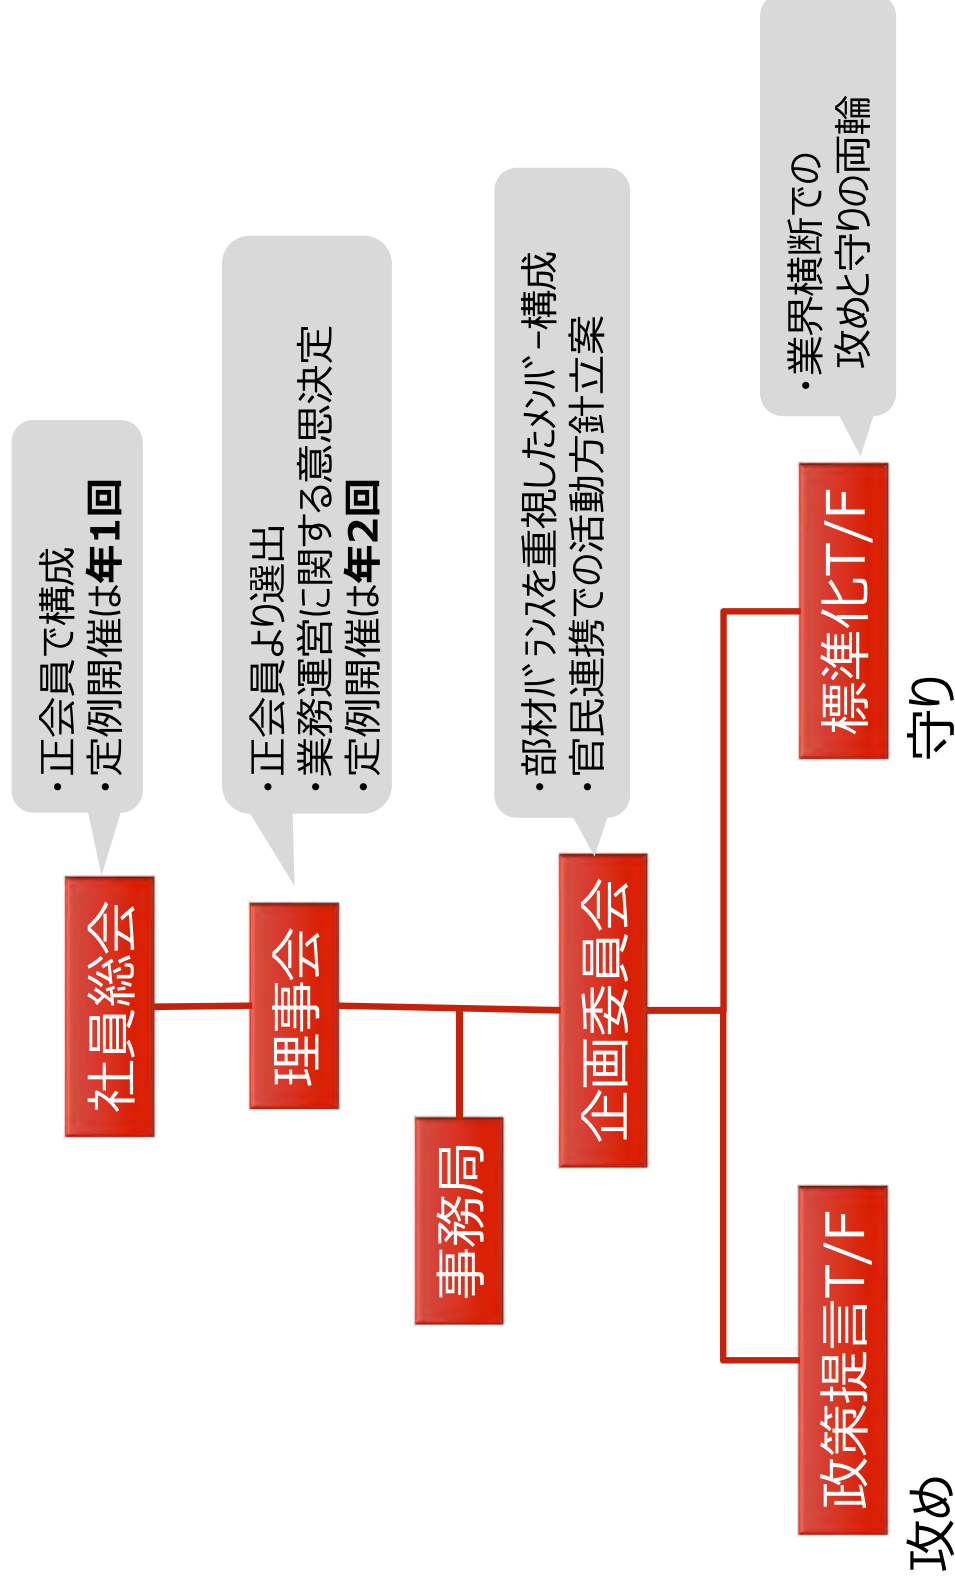 社員総会
・正会員で構成
・定例開催は年1回
理事会
・正会員より選出
・業務運営に関する意思決定
・定例開催は年2回
事務局
企画委員会
・部材ﾊﾞﾗﾝｽを重視したﾒﾝﾊﾞｰ構成
・官民連携での活動方針立案
政策提言T/F
標準化T/F
・業界横断での
攻めと守りの両輪
攻め
守り